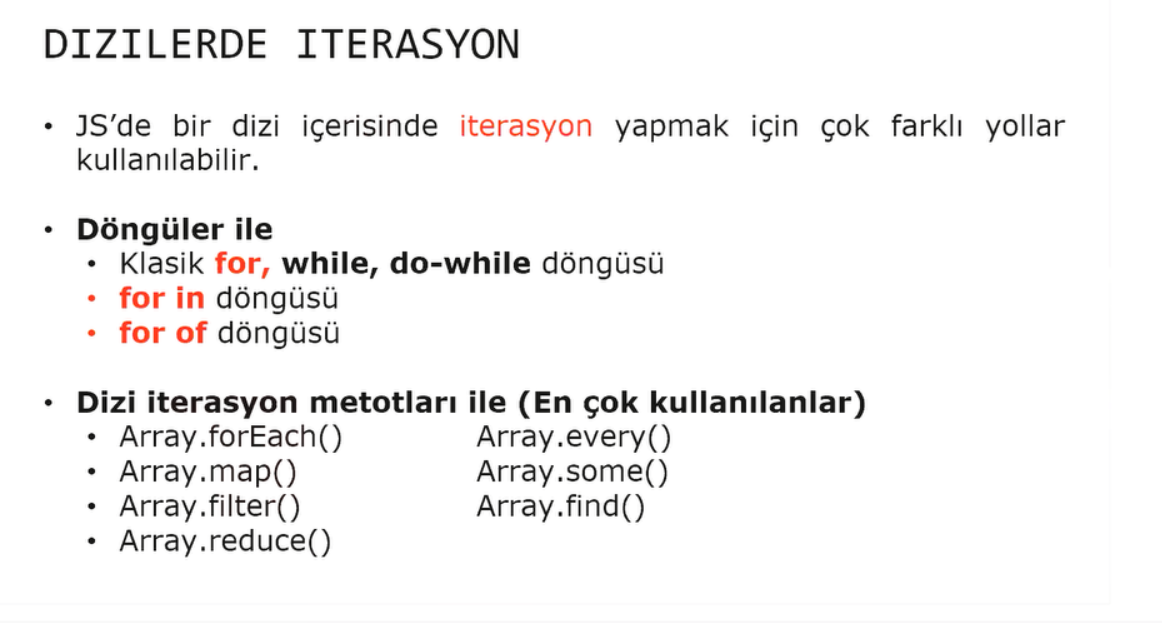 DIZILERDE ITERASYON
• JS’de bir dizi içerisinde iterasyon yapmak için çok farklı yollar
kullanılabilir.
• Döngüler ile
• Klasik for, while, do-while döngüsü
• for in döngüsü
• for of döngüsü
• Dizi iterasyon metotları ile (En çok kullanılanlar)
• Array.forEach() Array.every()
• Array.map() Array.some()
• Array.filter() Array.find()
• Array.reduce()